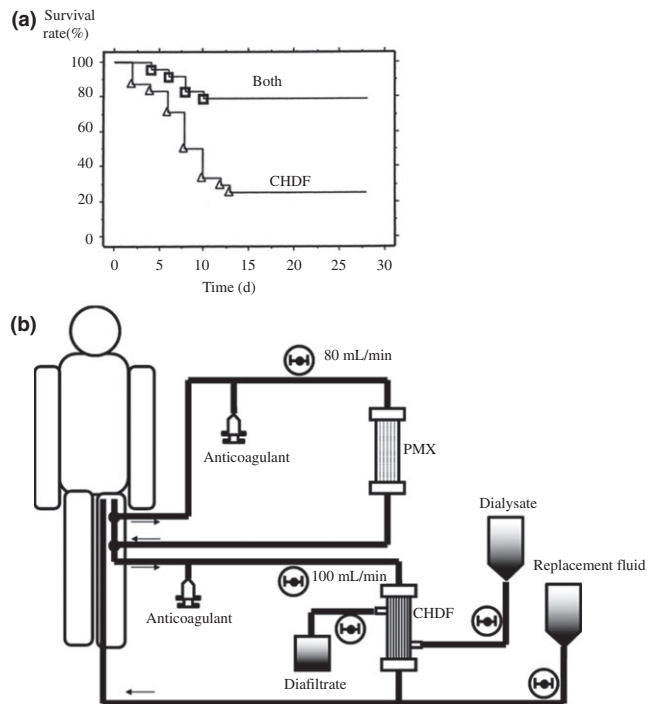 (a) Survival
rate(%)
100
80
60
40
20
0
Both
CHDF
0 5 10 15 20 25 30
Time (d)
(b)
80 mL/min
Anticoagulant
PMX
Dialysate
Replacement fluid
100 mL/min
Anticoagulant
CHDF
Diafiltrate